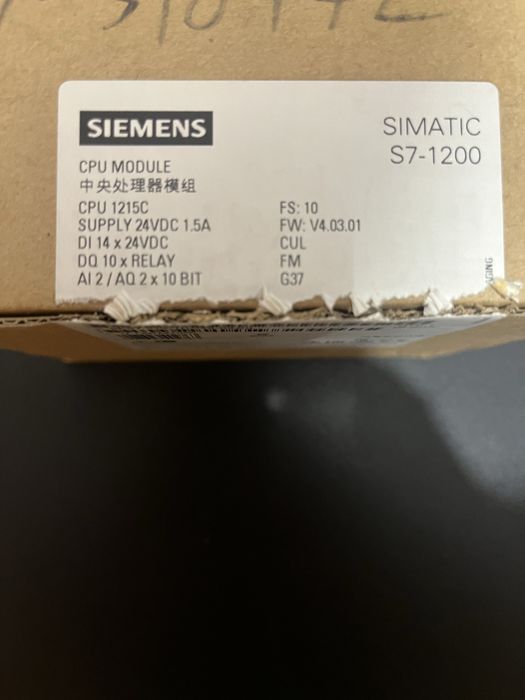 SIEMENS
SIMATIC
S7-1200
CPU MODULE
中央处理器模组
CPU 1215C
SUPPLY 24VDC 1.5A
DI 14 x 24VDC
DQ 10 x RELAY
AI 2 / AQ 2 x 10 BIT
FS: 10
FW: V4.03.01
CUL
FM
G37